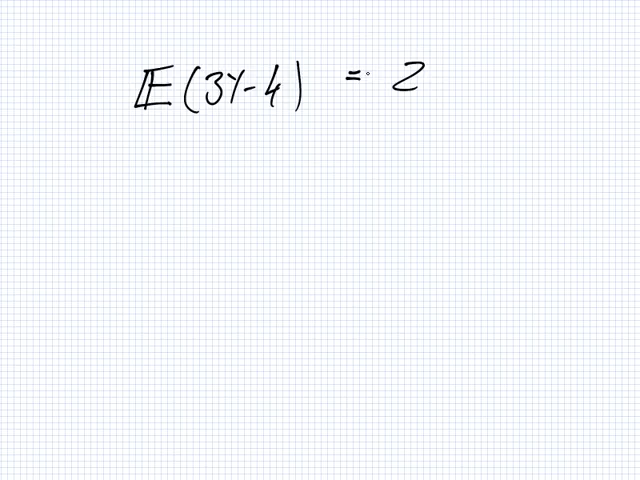 𝔼(3Y-4) = 2